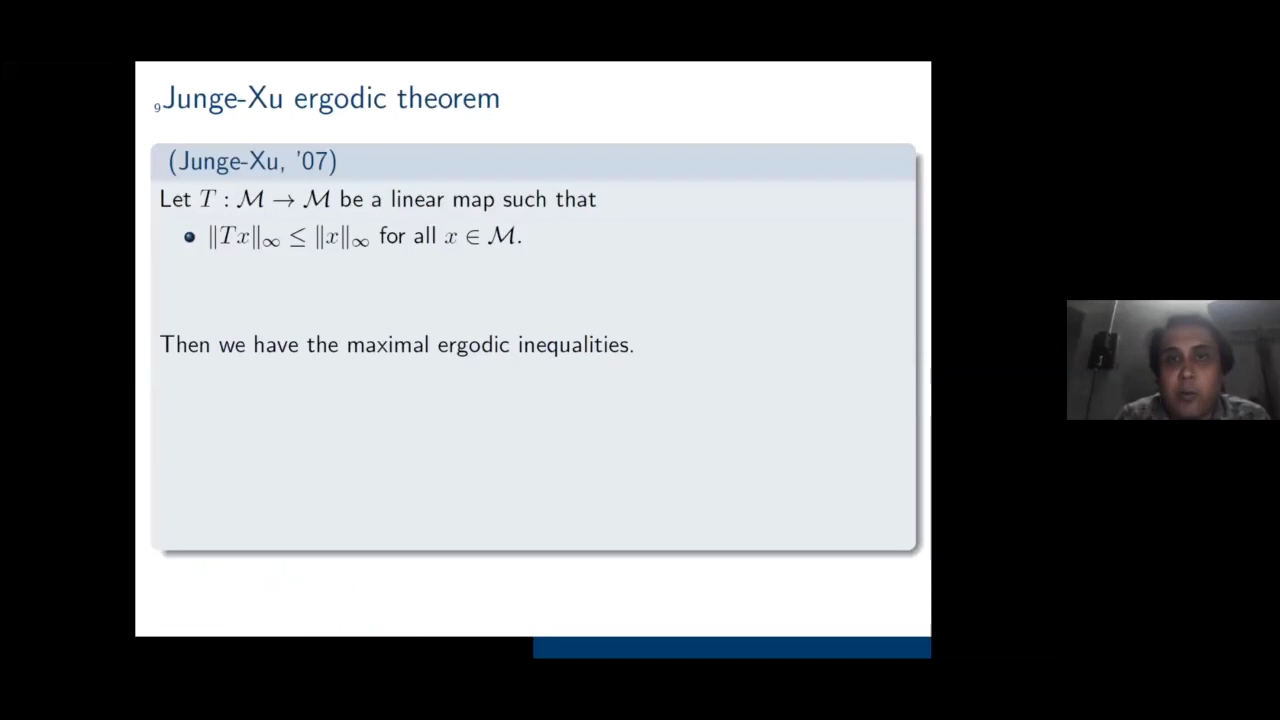 9 Junge-Xu ergodic theorem
(Junge-Xu, '07)
Let T : ℳ → ℳ be a linear map such that
• ‖Tx‖∞ ≤ ‖x‖∞ for all x ∈ ℳ.
Then we have the maximal ergodic inequalities.